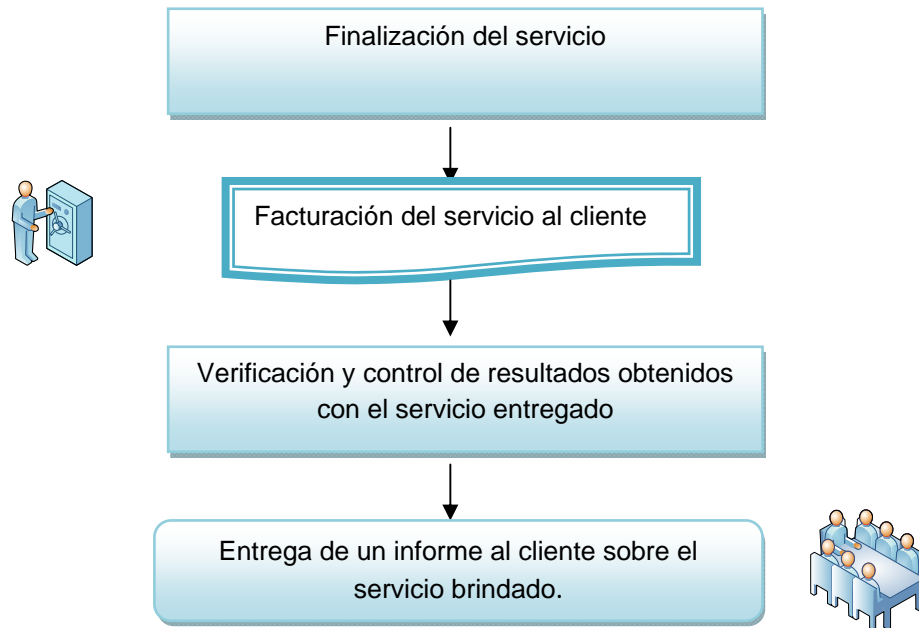 Finalización del servicio
Facturación del servicio al cliente
Verificación y control de resultados obtenidos
con el servicio entregado
Entrega de un informe al cliente sobre el
servicio brindado.